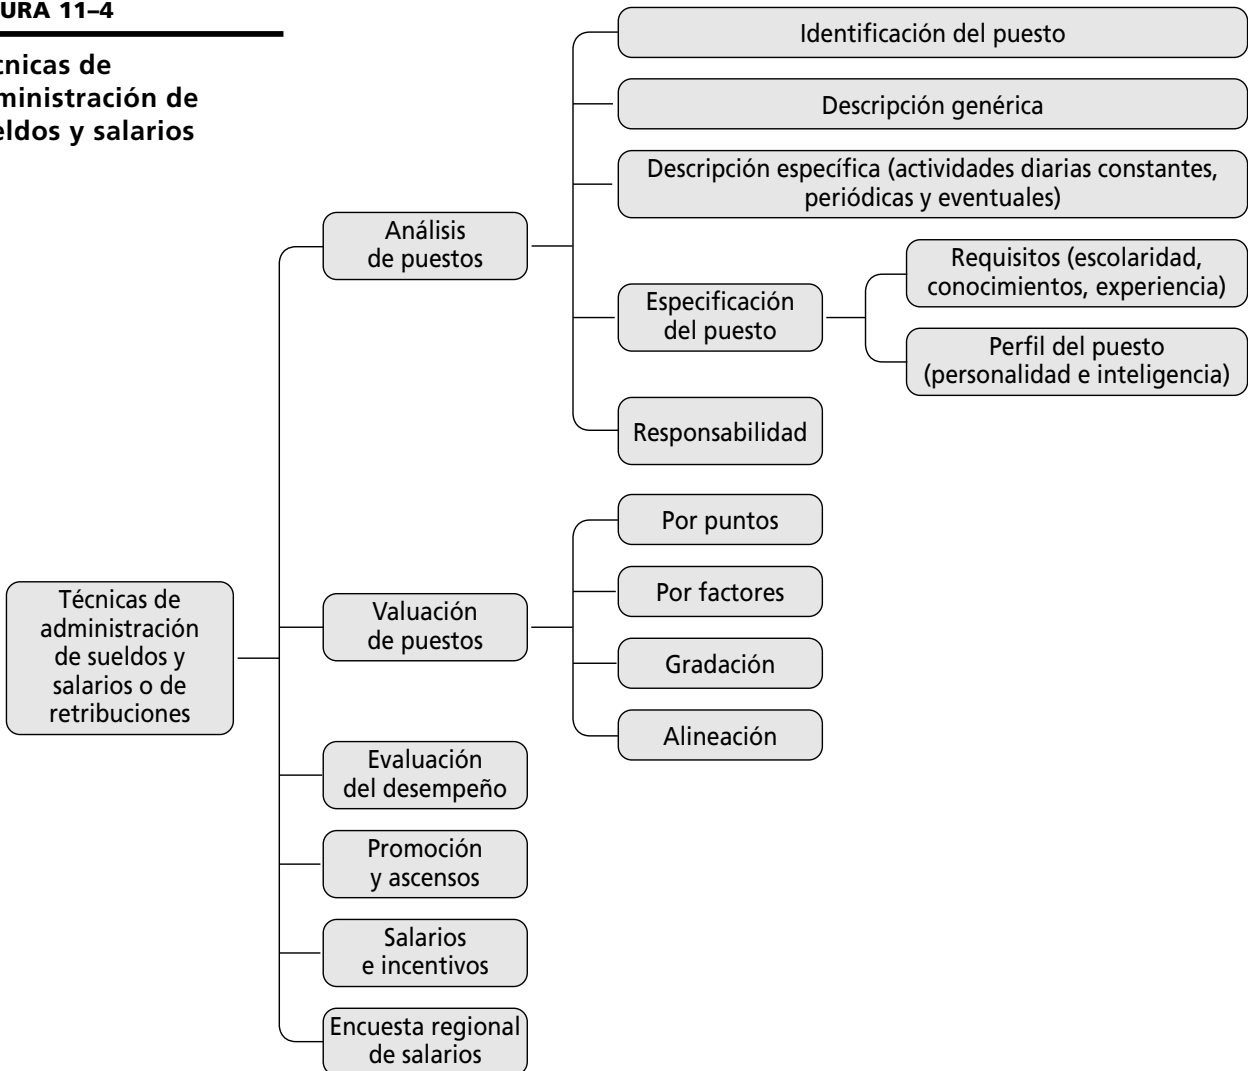 URA 11–4
cnicas de
ministración de
eldos y salarios
Identificación del puesto
Descripción genérica
Descripción específica (actividades diarias constantes,
periódicas y eventuales)
Análisis
de puestos
Requisitos (escolaridad,
conocimientos, experiencia)
Especificación
del puesto
Perfil del puesto
(personalidad e inteligencia)
Responsabilidad
Por puntos
Por factores
Técnicas de
administración
de sueldos y
salarios o de
retribuciones
Valuación
de puestos
Gradación
Alineación
Evaluación
del desempeño
Promoción
y ascensos
Salarios
e incentivos
Encuesta regional
de salarios